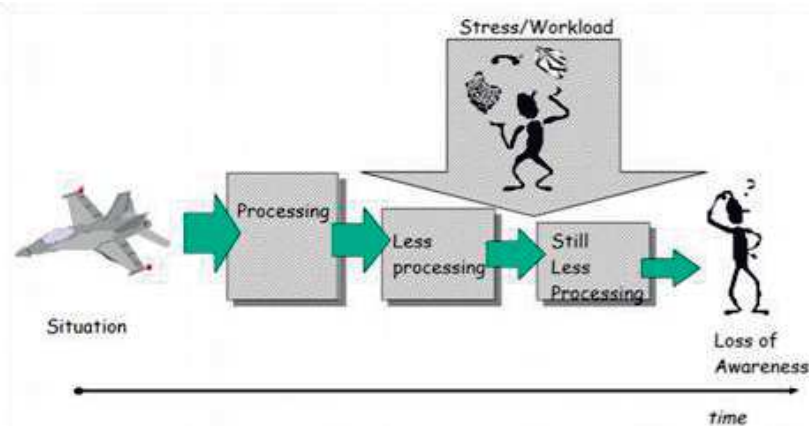 Stress/Workload
Processing
Less
processing
Still
Less
Processing
?
Situation
Loss of
Awareness
time